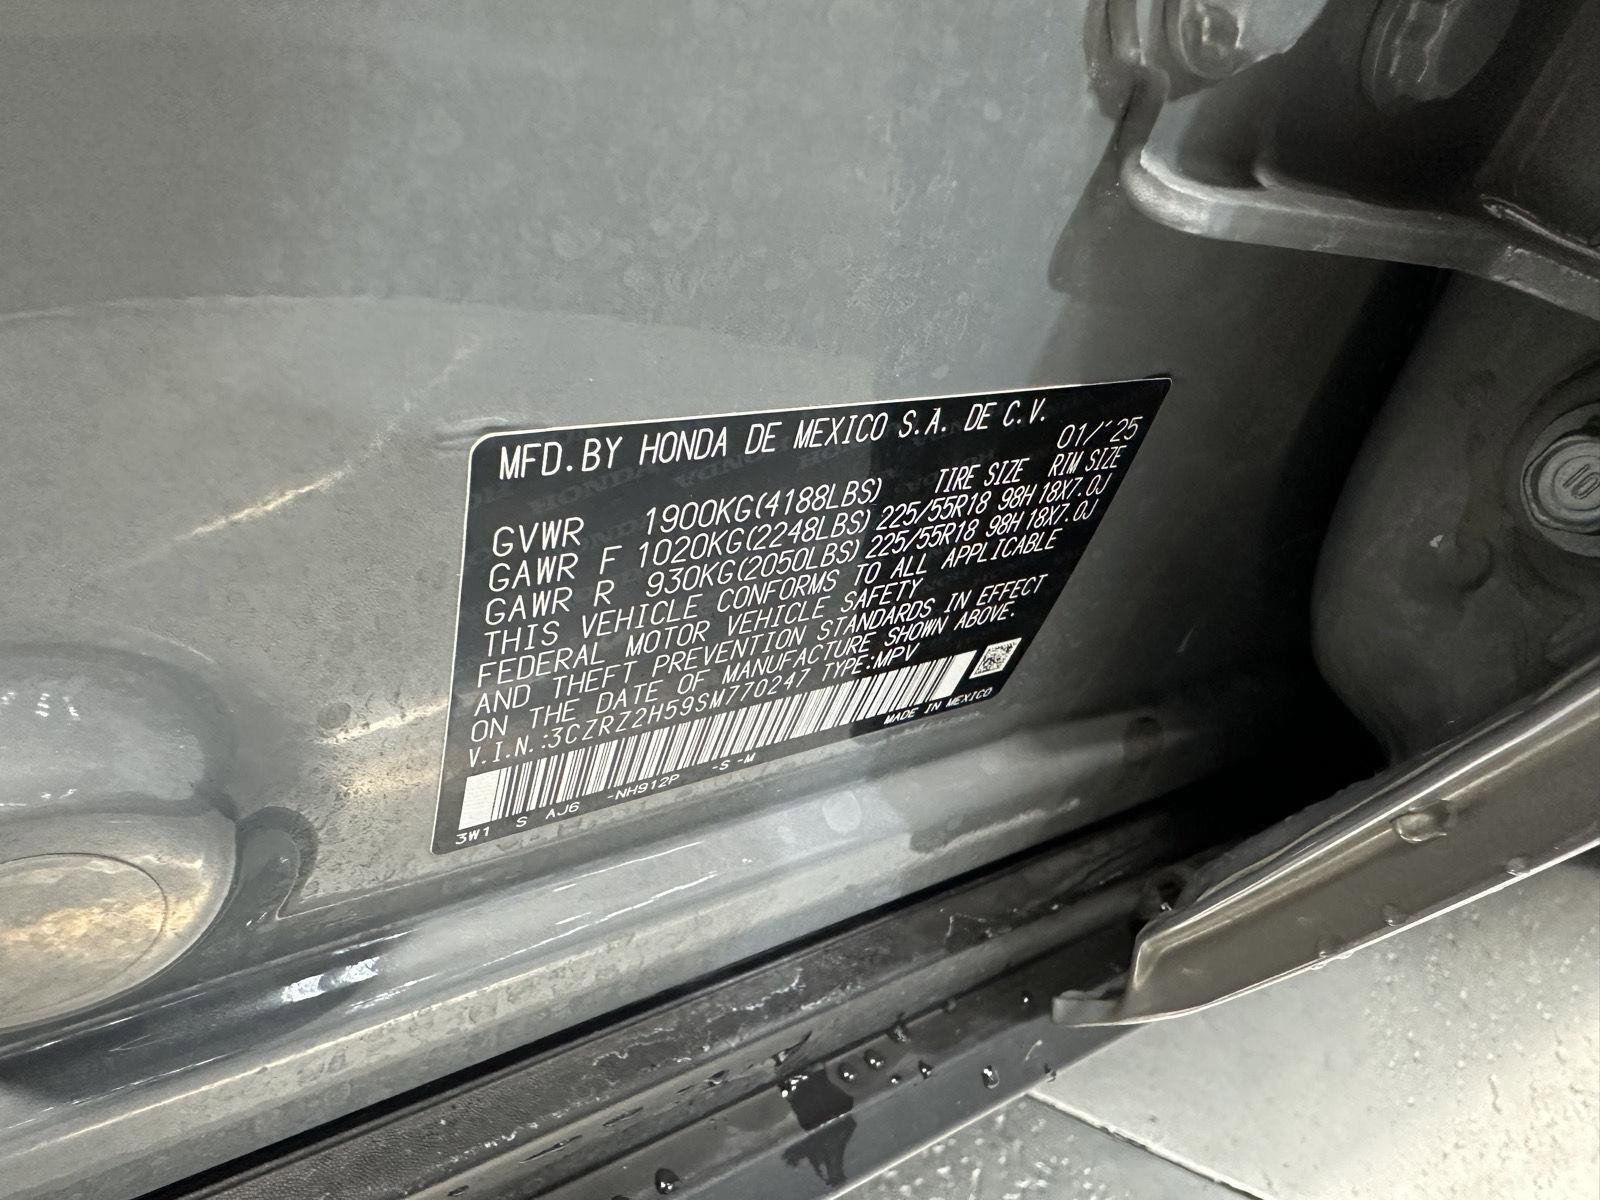 MFD. BY HONDA DE MEXICO S.A. DE C.V.
01/'25
TIRE SIZE RIM SIZE
GVWR 1900KG(4188LBS)
GAWR F 1020KG(2248LBS) 225/55R18 98H 18X7.0J
GAWR R 930KG(2050LBS) 225/55R18 98H 18X7.0J
THIS VEHICLE CONFORMS TO ALL APPLICABLE
FEDERAL MOTOR VEHICLE SAFETY
AND THEFT PREVENTION STANDARDS IN EFFECT
ON THE DATE OF MANUFACTURE SHOWN ABOVE.
V.I.N.:3CZRZ2H59SM770247 TYPE:MPV
MADE IN MEXICO
3W1 S AJ6 -NH912P -S -M
10